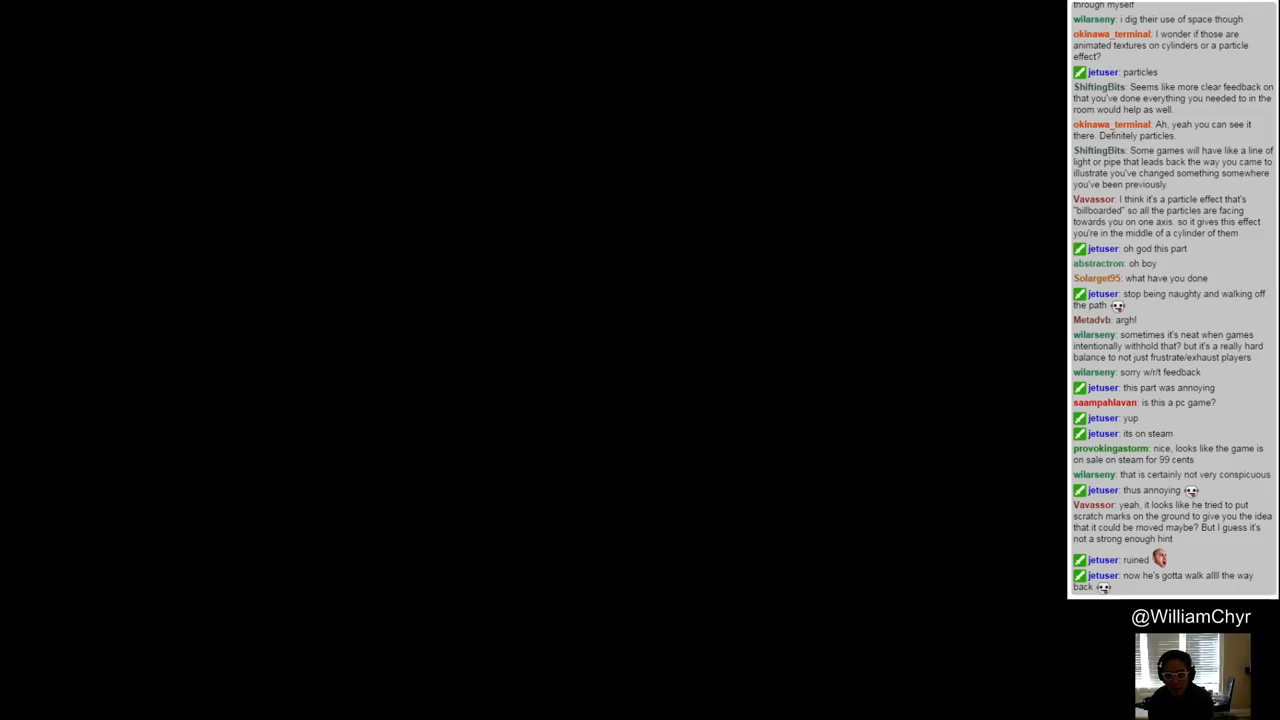 through myself
wilarseny: i dig their use of space though
okinawa_terminal: I wonder if those are
animated textures on cylinders or a particle
effect?
jetuser: particles
ShiftingBits: Seems like more clear feedback on
that you've done everything you needed to in the
room would help as well.
okinawa_terminal: Ah, yeah you can see it
there. Definitely particles.
ShiftingBits: Some games will have like a line of
light or pipe that leads back the way you came to
illustrate you've changed something somewhere
you've been previously.
Vavassor: I think it's a particle effect that's
"billboarded" so all the particles are facing
towards you on one axis. so it gives this effect
you're in the middle of a cylinder of them
jetuser: oh god this part
abstractron: oh boy
Solarget95: what have you done
jetuser: stop being naughty and walking off
the path
Metadvb: argh!
wilarseny: sometimes it's neat when games
intentionally withhold that? but it's a really hard
balance to not just frustrate/exhaust players
wilarseny: sorry w/r/t feedback
jetuser: this part was annoying
saampahlavan: is this a pc game?
jetuser: yup
jetuser: its on steam
provokingastorm: nice, looks like the game is
on sale on steam for 99 cents
wilarseny: that is certainly not very conspicuous
jetuser: thus annoying
Vavassor: yeah, it looks like he tried to put
scratch marks on the ground to give you the idea
that it could be moved maybe? But I guess it's
not a strong enough hint
jetuser: ruined
jetuser: now he's gotta walk allll the way
back
@WilliamChyr